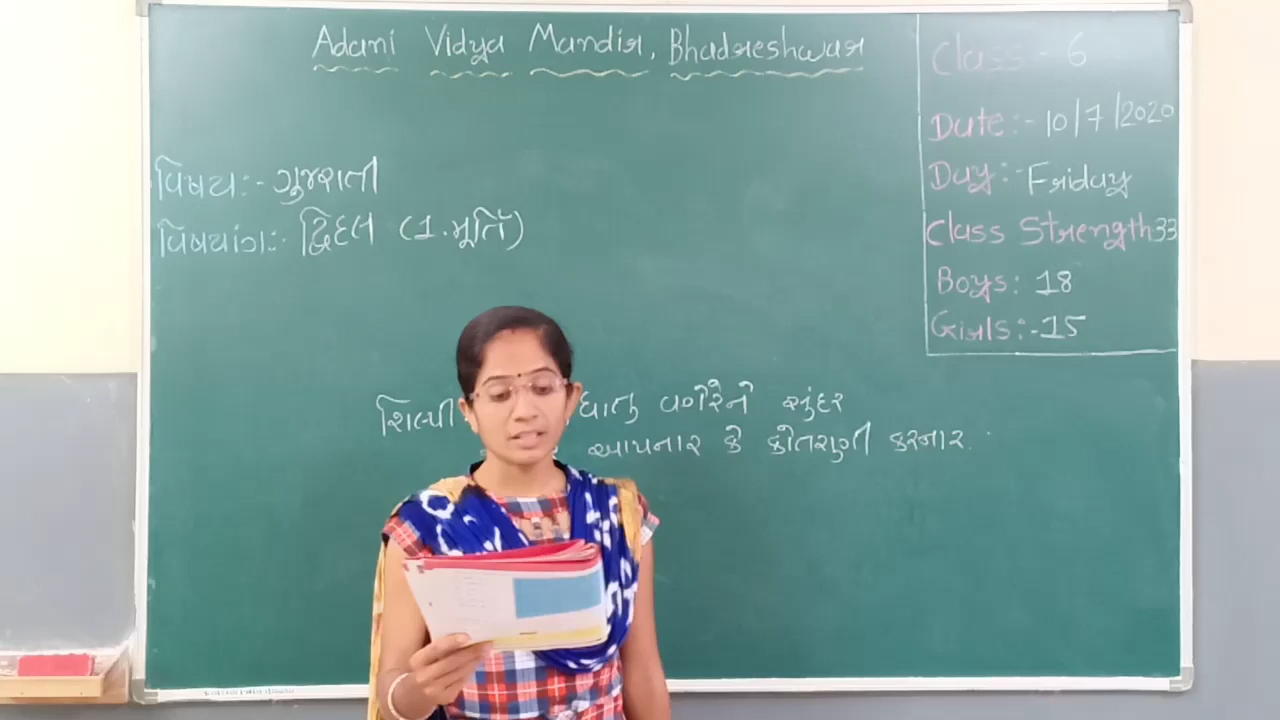 Adani Vidya Mandir, Bhadreshwar
Class - 6
Date:- 10/7/2020
Day:- Friday
Class Strength 33
Boys: 18
Girls:- 15
વિષય:- ગુજરાતી
વિષયાંગ:- દ્વિદલ (1. મૂર્તિ)
શિલ્પી ધાતુ વગેરેને સુંદર
આપનાર કે કોતરણી કરનાર.